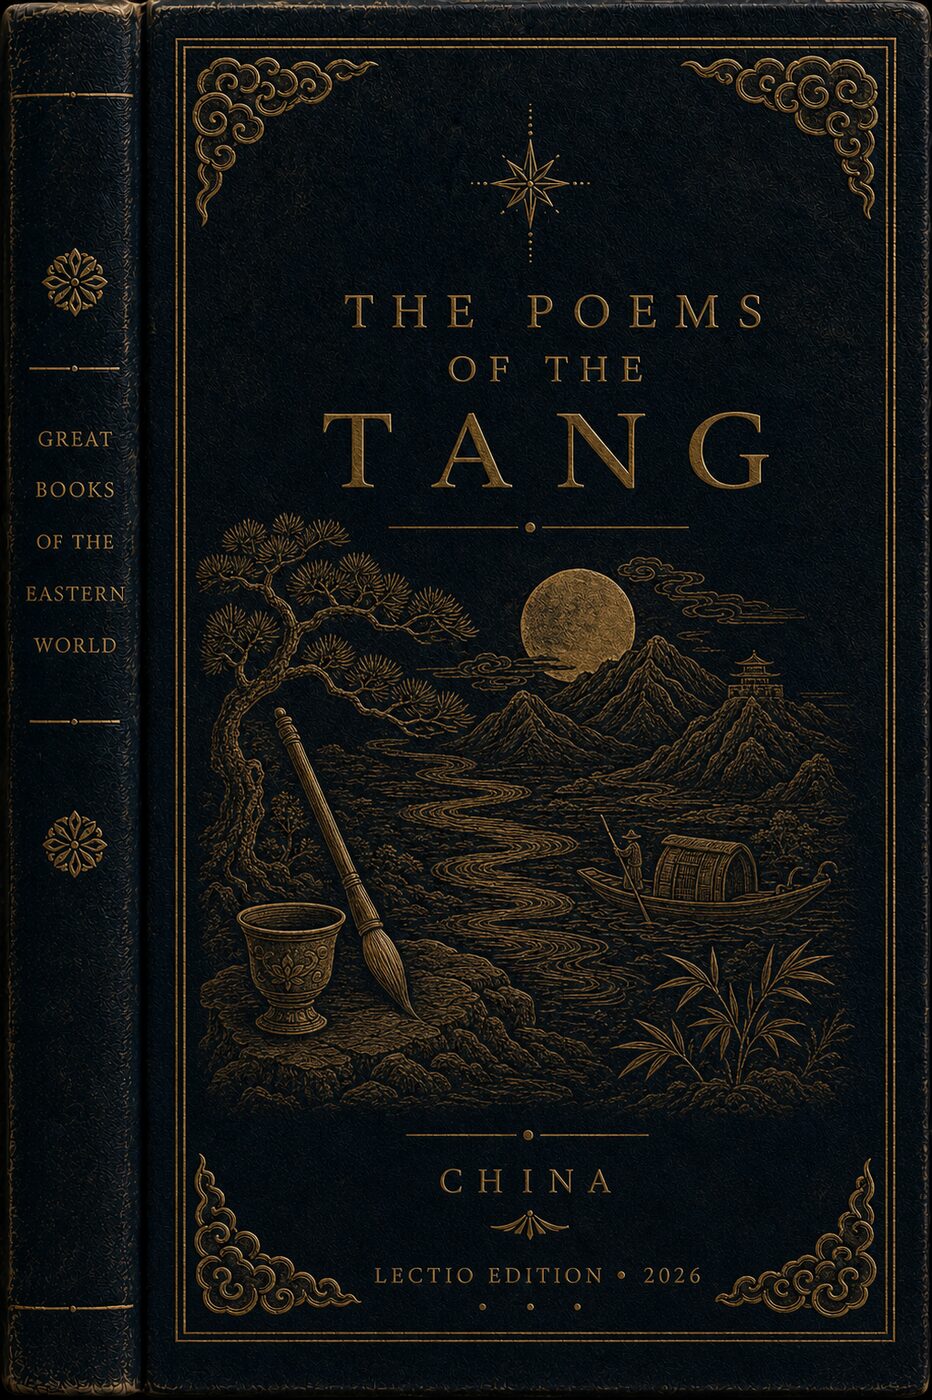 GREAT
BOOKS
OF THE
EASTERN
WORLD
THE POEMS
OF THE
TANG
CHINA
LECTIO EDITION • 2026